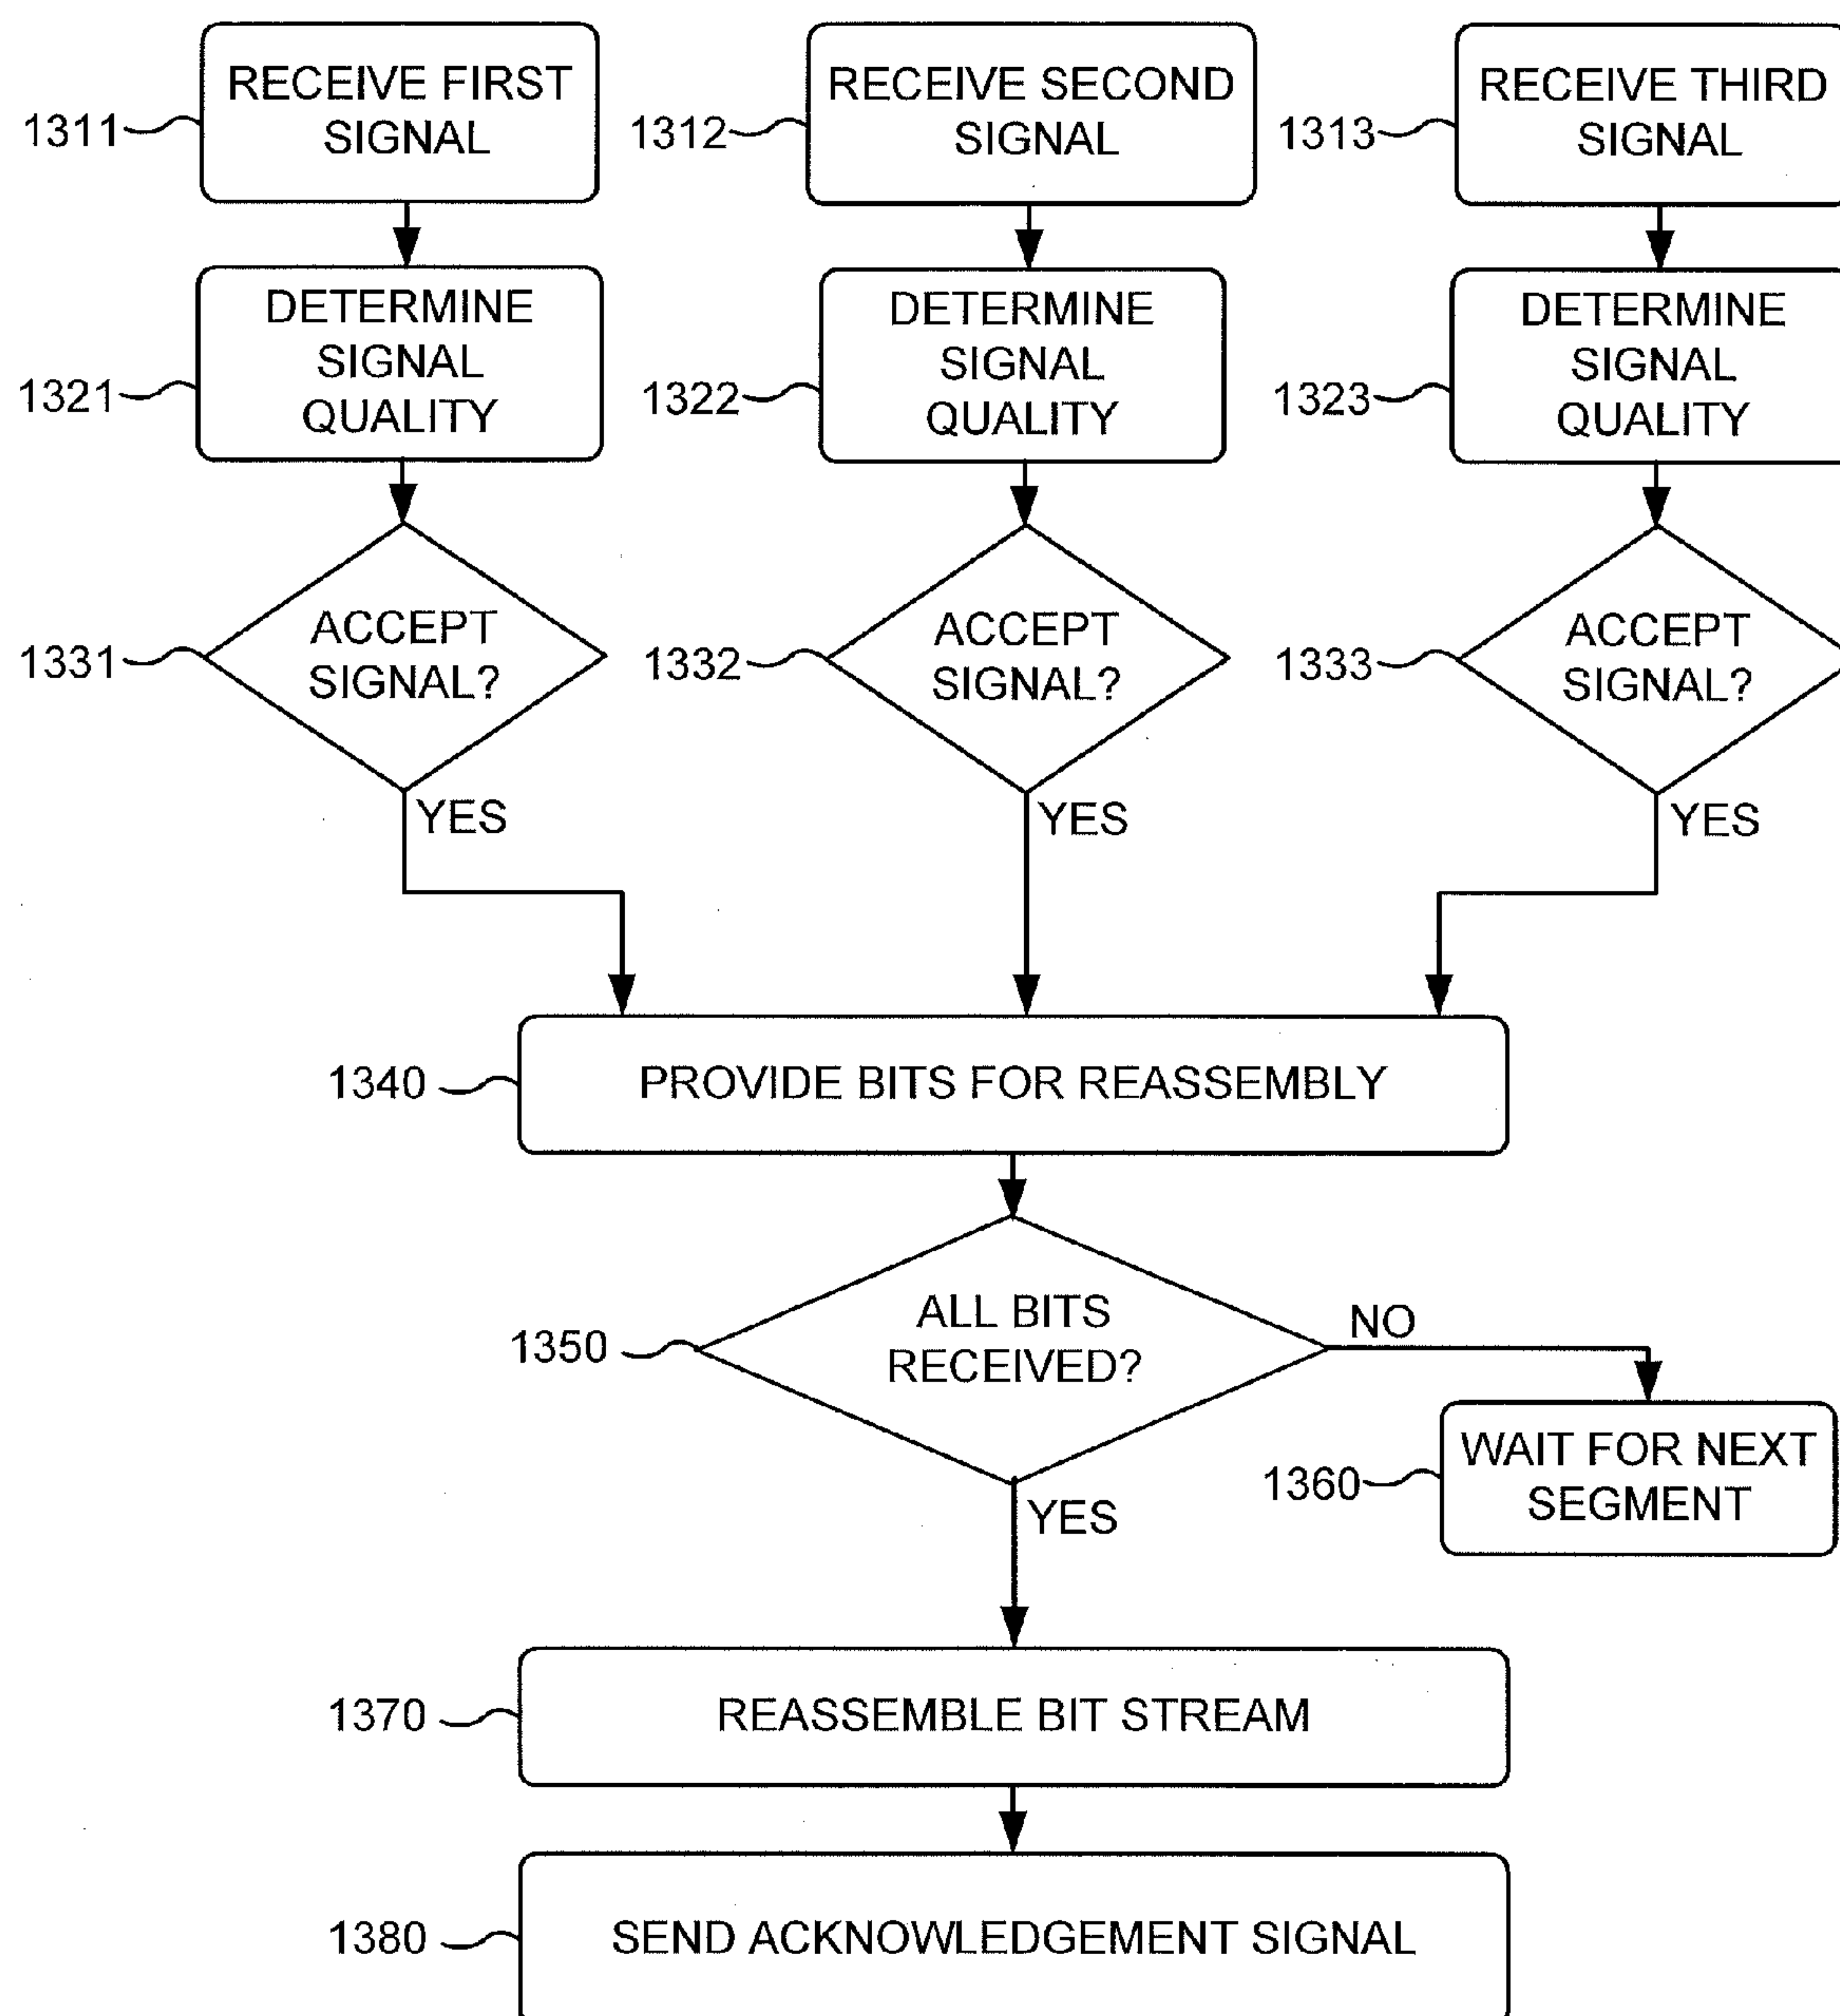 RECEIVE FIRST
SIGNAL
1311
RECEIVE SECOND
SIGNAL
1312
RECEIVE THIRD
SIGNAL
1313
DETERMINE
SIGNAL
QUALITY
1321
DETERMINE
SIGNAL
QUALITY
1322
DETERMINE
SIGNAL
QUALITY
1323
ACCEPT
SIGNAL?
1331
ACCEPT
SIGNAL?
1332
ACCEPT
SIGNAL?
1333
YES
YES
YES
1340
PROVIDE BITS FOR REASSEMBLY
1350
ALL BITS
RECEIVED?
NO
1360
WAIT FOR NEXT
SEGMENT
YES
1370
REASSEMBLE BIT STREAM
1380
SEND ACKNOWLEDGEMENT SIGNAL